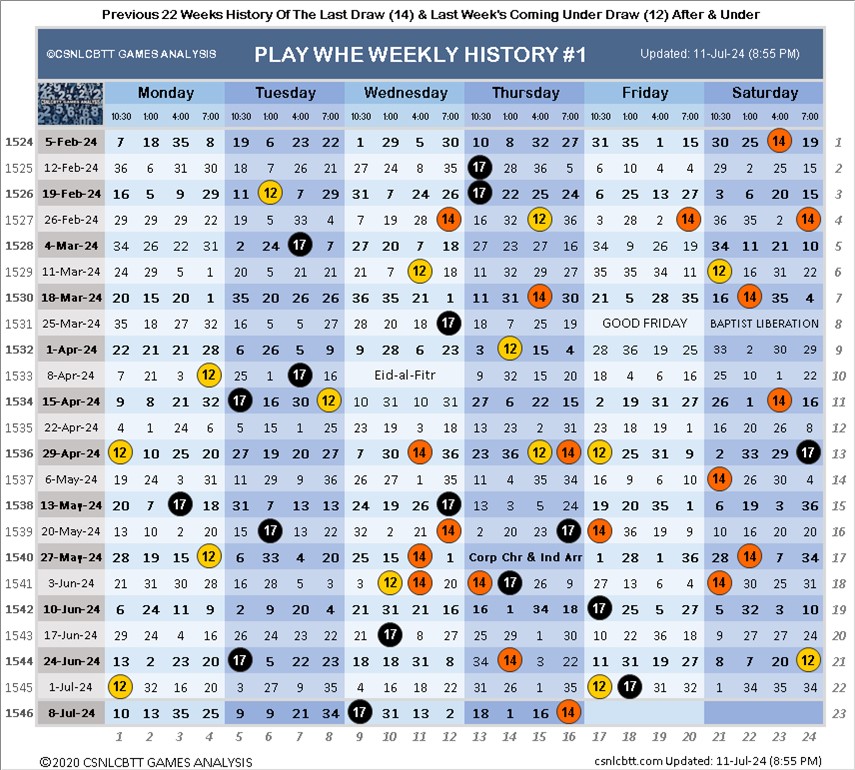 Previous 22 Weeks History Of The Last Draw (14) & Last Week's Coming Under Draw (12) After & Under
©CSNLCBTT GAMES ANALYSIS PLAY WHE WEEKLY HISTORY #1 Updated: 11-Jul-24 (8:55 PM)
CSNLCBTT GAMES ANALYSIS Monday Tuesday Wednesday Thursday Friday Saturday
10:30 1:00 4:00 7:00 10:30 1:00 4:00 7:00 10:30 1:00 4:00 7:00 10:30 1:00 4:00 7:00 10:30 1:00 4:00 7:00 10:30 1:00 4:00 7:00
1524 5-Feb-24 7 18 35 8 19 6 23 22 1 29 5 30 10 8 32 27 31 35 1 15 30 25 14 19 1
1525 12-Feb-24 36 6 31 30 18 7 26 21 27 24 8 35 17 28 36 5 6 10 4 4 29 2 25 15 2
1526 19-Feb-24 16 5 9 29 11 12 7 29 31 7 24 26 17 22 25 24 6 25 13 27 3 6 20 15 3
1527 26-Feb-24 29 29 29 22 19 5 33 4 7 19 28 14 16 32 12 36 3 28 2 14 36 35 2 14 4
1528 4-Mar-24 34 26 22 31 2 24 17 7 27 20 7 18 27 23 27 16 34 9 26 19 34 11 21 10 5
1529 11-Mar-24 24 29 5 1 20 5 21 21 21 7 12 18 11 32 29 27 35 35 34 11 12 16 31 22 6
1530 18-Mar-24 20 15 20 1 35 20 26 26 36 35 21 1 11 31 14 30 21 5 28 35 16 14 35 4 7
1531 25-Mar-24 35 18 27 32 16 5 5 27 28 20 18 17 18 7 25 19 GOOD FRIDAY BAPTIST LIBERATION 8
1532 1-Apr-24 22 21 21 28 6 26 5 9 9 28 6 23 3 12 15 4 28 36 19 25 33 2 30 29 9
1533 8-Apr-24 7 21 3 12 25 1 17 16 Eid-al-Fitr 9 32 15 20 18 4 6 16 25 10 1 22 10
1534 15-Apr-24 9 8 21 32 17 16 30 12 10 31 10 31 27 6 22 15 2 19 31 27 26 1 14 16 11
1535 22-Apr-24 4 1 24 6 5 15 1 25 23 19 3 18 13 23 2 31 23 18 19 1 16 20 26 8 12
1536 29-Apr-24 12 10 25 20 27 19 20 27 7 30 14 36 23 36 12 14 12 25 31 9 2 33 29 17 13
1537 6-May-24 19 24 3 31 11 29 9 36 26 27 1 35 11 4 35 34 16 9 6 10 14 28 30 4 14
1538 13-May-24 20 7 17 18 31 7 13 13 24 19 26 17 13 3 5 24 19 20 35 1 6 19 3 36 15
1539 20-May-24 13 10 2 20 15 17 13 22 32 2 21 14 2 20 23 17 14 19 38 9 10 16 20 20 16
1540 27-May-24 28 19 15 12 6 33 4 20 25 15 14 1 Corp Chr & Ind Arr 1 28 1 36 28 14 7 34 17
1541 3-Jun-24 21 31 30 28 16 28 5 3 3 12 14 20 14 17 26 9 27 13 6 4 14 30 25 31 18
1542 10-Jun-24 6 24 11 9 2 9 20 4 21 31 21 16 16 1 34 18 17 25 5 27 5 32 3 10 19
1543 17-Jun-24 29 24 4 16 26 24 23 22 20 17 8 27 25 29 1 30 10 22 36 18 9 27 27 24 20
1544 24-Jun-24 13 2 23 20 17 5 22 23 18 18 31 8 34 14 3 22 11 31 19 27 8 7 20 12 21
1545 1-Jul-24 12 32 16 20 3 27 9 35 4 16 18 22 31 26 1 35 12 17 31 32 1 34 35 34 22
1546 8-Jul-24 10 13 35 25 9 9 21 34 17 31 13 2 18 1 16 14 23
1 2 3 4 5 6 7 8 9 10 11 12 13 14 15 16 17 18 19 20 21 22 23 24
©2020 CSNLCBTT GAMES ANALYSIS csnlcbtt.com Updated: 11-Jul-24 (8:55 PM)